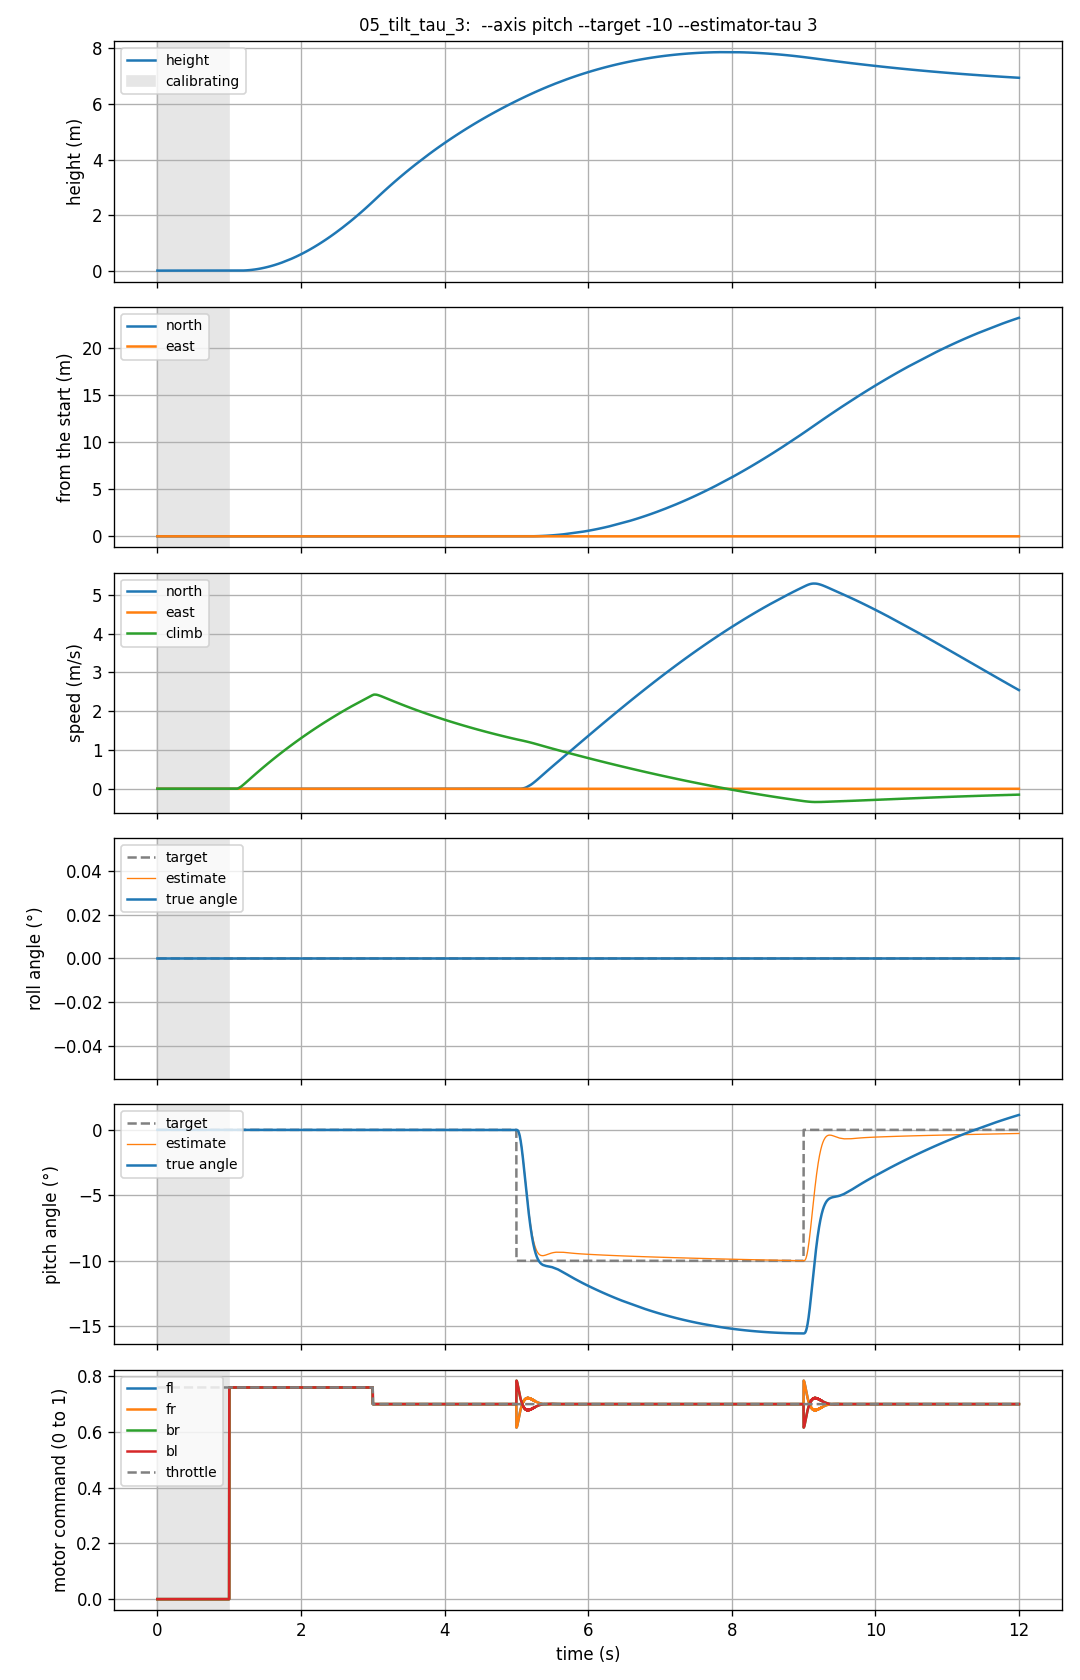 05_tilt_tau_3:  --axis pitch --target -10 --estimator-tau 3
height (m)
8
6
4
2
0
height
calibrating
from the start (m)
20
15
10
5
0
north
east
speed (m/s)
5
4
3
2
1
0
north
east
climb
roll angle (°)
0.04
0.02
0.00
−0.02
−0.04
target
estimate
true angle
pitch angle (°)
0
−5
−10
−15
target
estimate
true angle
motor command (0 to 1)
0.8
0.6
0.4
0.2
0.0
fl
fr
br
bl
throttle
0 2 4 6 8 10 12
time (s)